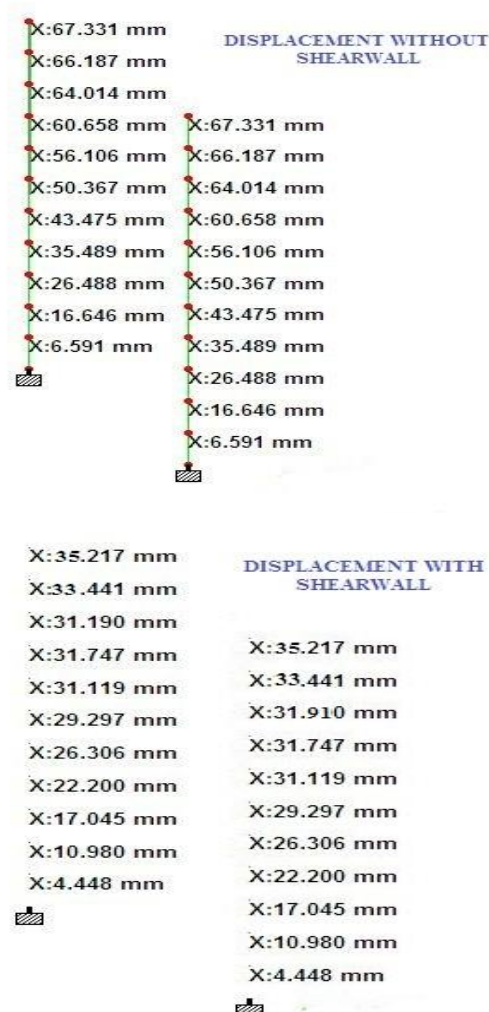 X:67.331 mm
X:66.187 mm
X:64.014 mm
X:60.658 mm
X:56.106 mm
X:50.367 mm
X:43.475 mm
X:35.489 mm
X:26.488 mm
X:16.646 mm
X:6.591 mm
DISPLACEMENT WITHOUT
SHEARWALL
X:67.331 mm
X:66.187 mm
X:64.014 mm
X:60.658 mm
X:56.106 mm
X:50.367 mm
X:43.475 mm
X:35.489 mm
X:26.488 mm
X:16.646 mm
X:6.591 mm
X:35.217 mm
X:33.441 mm
X:31.190 mm
X:31.747 mm
X:31.119 mm
X:29.297 mm
X:26.306 mm
X:22.200 mm
X:17.045 mm
X:10.980 mm
X:4.448 mm
DISPLACEMENT WITH
SHEARWALL
X:35.217 mm
X:33.441 mm
X:31.910 mm
X:31.747 mm
X:31.119 mm
X:29.297 mm
X:26.306 mm
X:22.200 mm
X:17.045 mm
X:10.980 mm
X:4.448 mm